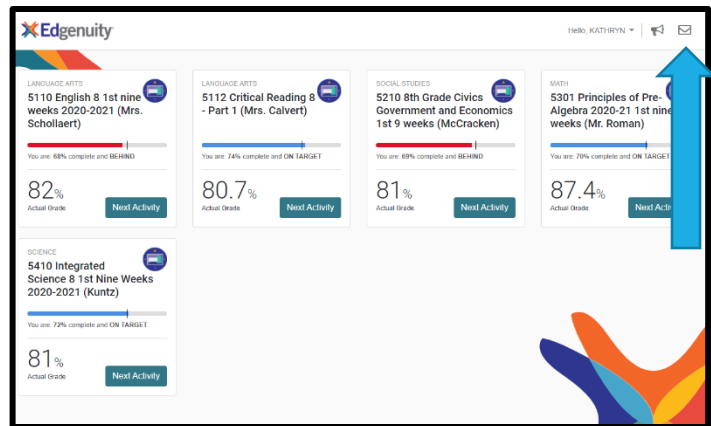 Edgenuity
Hello, KATHRYN
LANGUAGE ARTS
5110 English 8 1st nine
weeks 2020-2021 (Mrs.
Schollaert)
You are: 68% complete and BEHIND
82%
Actual Grade
Next Activity
LANGUAGE ARTS
5112 Critical Reading 8
- Part 1 (Mrs. Calvert)
You are: 74% complete and ON TARGET
80.7%
Actual Grade
Next Activity
SOCIAL STUDIES
5210 8th Grade Civics
Government and Economics
1st 9 weeks (McCracken)
You are: 69% complete and BEHIND
81%
Actual Grade
Next Activity
MATH
5301 Principles of Pre-
Algebra 2020-21 1st nine
weeks (Mr. Roman)
You are: 70% complete and ON TARGET
87.4%
Actual Grade
Next
SCIENCE
5410 Integrated
Science 8 1st Nine Weeks
2020-2021 (Kuntz)
You are: 72% complete and ON TARGET
81%
Actual Grade
Next Activity